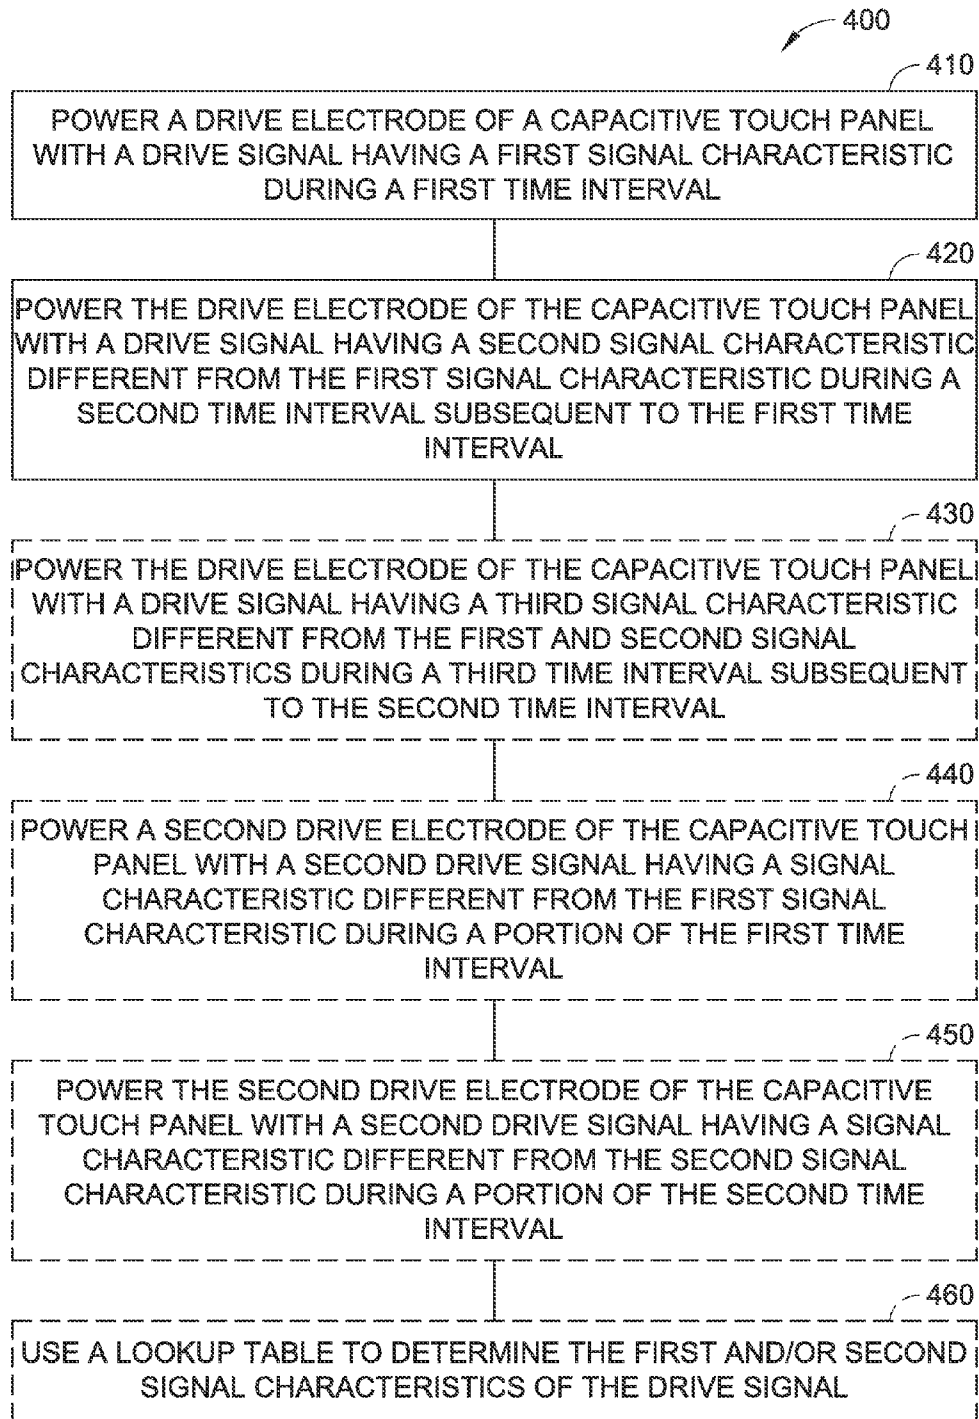 400
410
POWER A DRIVE ELECTRODE OF A CAPACITIVE TOUCH PANEL
WITH A DRIVE SIGNAL HAVING A FIRST SIGNAL CHARACTERISTIC
DURING A FIRST TIME INTERVAL
420
POWER THE DRIVE ELECTRODE OF THE CAPACITIVE TOUCH PANEL
WITH A DRIVE SIGNAL HAVING A SECOND SIGNAL CHARACTERISTIC
DIFFERENT FROM THE FIRST SIGNAL CHARACTERISTIC DURING A
SECOND TIME INTERVAL SUBSEQUENT TO THE FIRST TIME
INTERVAL
430
POWER THE DRIVE ELECTRODE OF THE CAPACITIVE TOUCH PANEL
WITH A DRIVE SIGNAL HAVING A THIRD SIGNAL CHARACTERISTIC
DIFFERENT FROM THE FIRST AND SECOND SIGNAL
CHARACTERISTICS DURING A THIRD TIME INTERVAL SUBSEQUENT
TO THE SECOND TIME INTERVAL
440
POWER A SECOND DRIVE ELECTRODE OF THE CAPACITIVE TOUCH
PANEL WITH A SECOND DRIVE SIGNAL HAVING A SIGNAL
CHARACTERISTIC DIFFERENT FROM THE FIRST SIGNAL
CHARACTERISTIC DURING A PORTION OF THE FIRST TIME
INTERVAL
450
POWER THE SECOND DRIVE ELECTRODE OF THE CAPACITIVE
TOUCH PANEL WITH A SECOND DRIVE SIGNAL HAVING A SIGNAL
CHARACTERISTIC DIFFERENT FROM THE SECOND SIGNAL
CHARACTERISTIC DURING A PORTION OF THE SECOND TIME
INTERVAL
460
USE A LOOKUP TABLE TO DETERMINE THE FIRST AND/OR SECOND
SIGNAL CHARACTERISTICS OF THE DRIVE SIGNAL